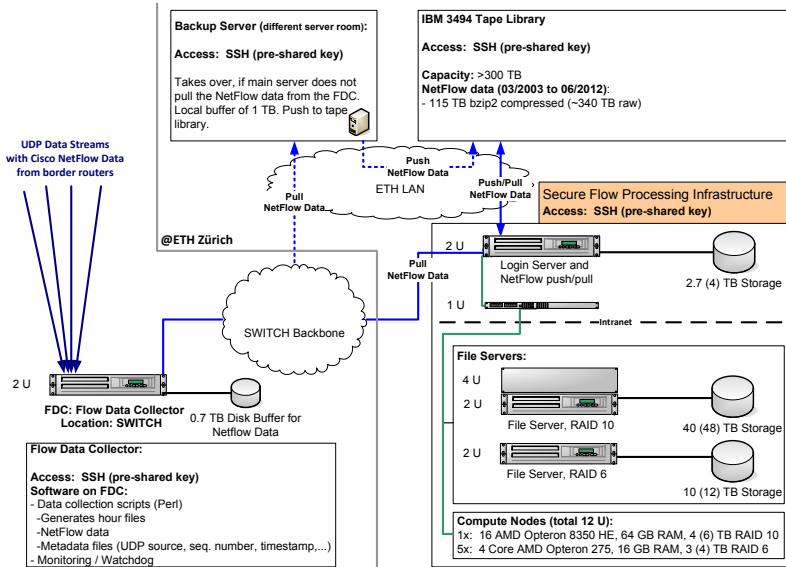 Backup Server (different server room):
Access: SSH (pre-shared key)
Takes over, if main server does not
pull the NetFlow data from the FDC.
Local buffer of 1 TB. Push to tape
library.
IBM 3494 Tape Library
Access: SSH (pre-shared key)
Capacity: >300 TB
NetFlow data (03/2003 to 06/2012):
- 115 TB bzip2 compressed (~340 TB raw)
UDP Data Streams
with Cisco NetFlow Data
from border routers
Push
NetFlow Data
ETH LAN
Pull
NetFlow Data
Push/Pull
NetFlow Data
Secure Flow Processing Infrastructure
Access: SSH (pre-shared key)
@ETH Zürich
2 U
Login Server and
NetFlow push/pull
2.7 (4) TB Storage
Pull
NetFlow Data
1 U
Intranet
SWITCH Backbone
2 U
FDC: Flow Data Collector
Location: SWITCH
0.7 TB Disk Buffer for
Netflow Data
File Servers:
4 U
2 U
File Server, RAID 10
40 (48) TB Storage
2 U
File Server, RAID 6
10 (12) TB Storage
Flow Data Collector:
Access: SSH (pre-shared key)
Software on FDC:
- Data collection scripts (Perl)
-Generates hour files
-NetFlow data
-Metadata files (UDP source, seq. number, timestamp,...)
- Monitoring / Watchdog
Compute Nodes (total 12 U):
1x: 16 AMD Opteron 8350 HE, 64 GB RAM, 4 (6) TB RAID 10
5x: 4 Core AMD Opteron 275, 16 GB RAM, 3 (4) TB RAID 6